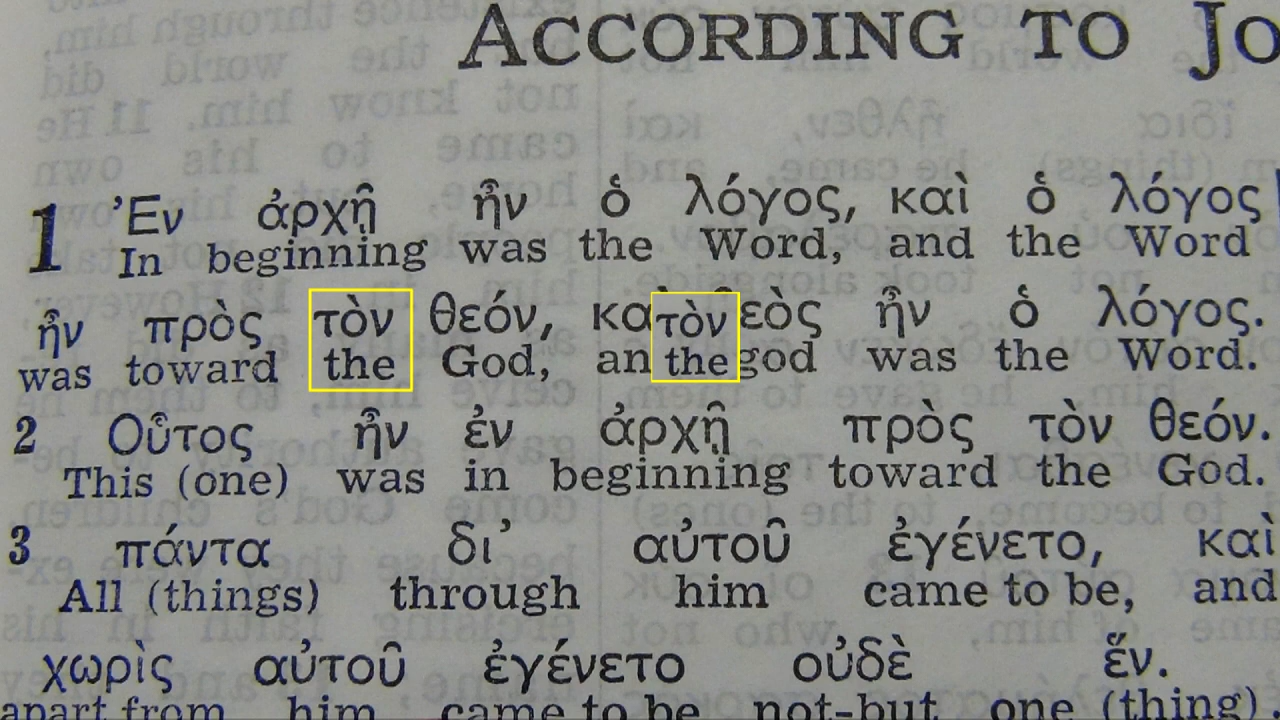 ACCORDING TO JO
1 Ἐν ἀρχῇ ἦν ὁ λόγος, καὶ ὁ λόγος
In beginning was the Word, and the Word
ἦν πρὸς τὸν θεόν, κα τὸν εὸς ἦν ὁ λόγος.
was toward the God, an the god was the Word.
2 Οὗτος ἦν ἐν ἀρχῇ πρὸς τὸν θεόν.
This (one) was in beginning toward the God.
3 πάντα δι' αὐτοῦ ἐγένετο, καὶ
All (things) through him came to be, and
χωρὶς αὐτοῦ ἐγένετο οὐδὲ ἕν.
apart from him came to be not-but one (thing).